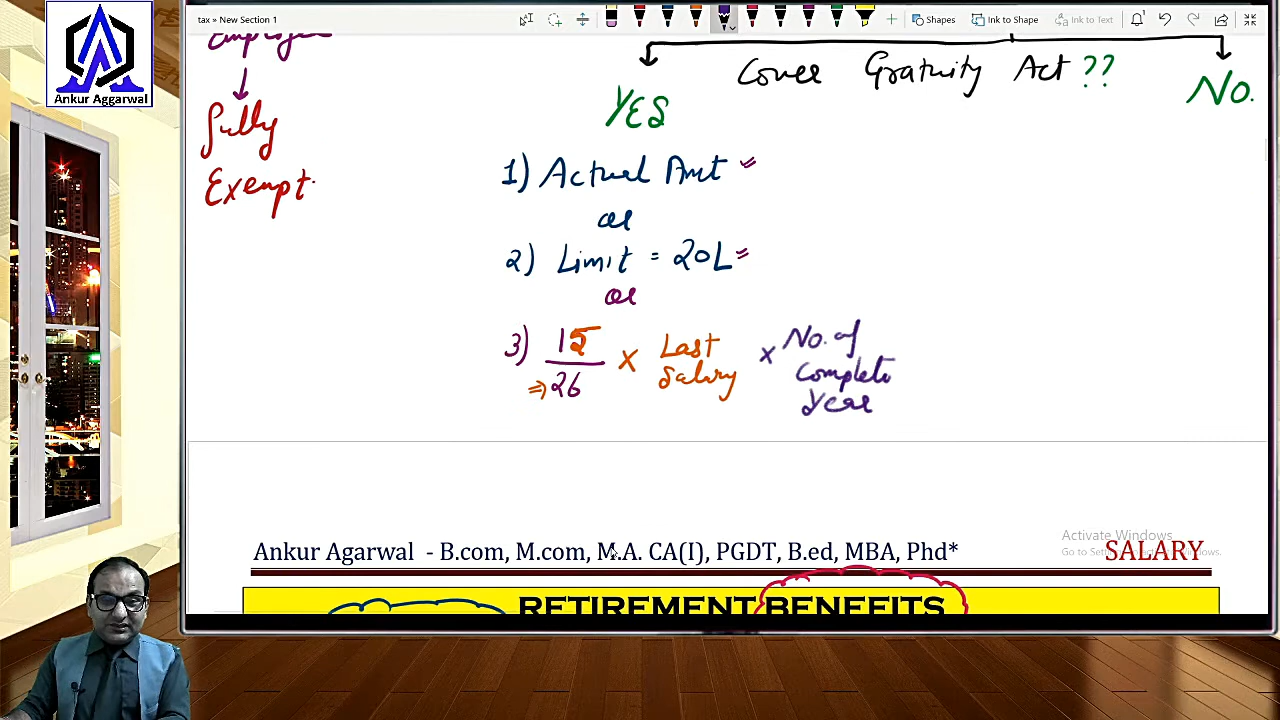 tax » New Section 1
Shapes
Ink to Shape
Ink to Text
Ankur Aggarwal
Employee
Fully
Exempt.
Cover Gratuity Act ??
YES
NO.
1) Actual Amt
or
2) Limit = 20L
or
3) 15/26 × Last Salary × No. of Complete Year
Ankur Agarwal - B.com, M.com, M.A. CA(I), PGDT, B.ed, MBA, Phd*
SALARY
Activate Windows
RETIREMENT BENEFITS